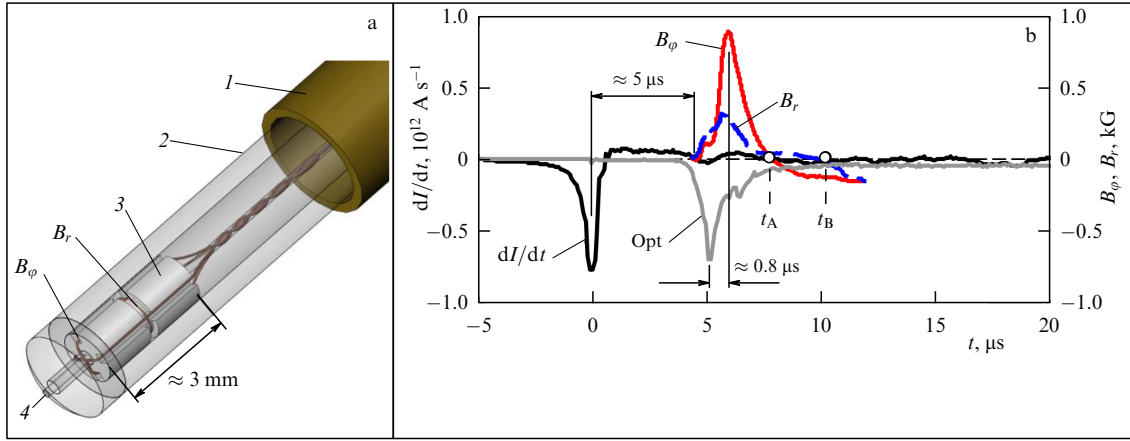 a
1
2
3
B_r
B_φ
≈ 3 mm
4
b
1.0
0.5
0
−0.5
−1.0
dI/dt, 10^12 A s^−1
B_φ
≈ 5 μs
B_r
t_A
t_B
Opt
dI/dt
≈ 0.8 μs
1.0
0.5
0
−0.5
−1.0
B_φ, B_r, kG
−5
0
5
10
15
20
t, μs